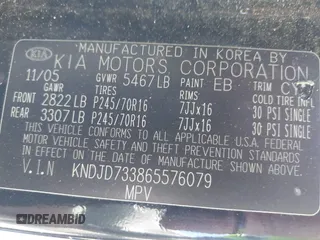 MANUFACTURED IN KOREA BY
KIA KIA MOTORS CORPORATION
11/05 GVWR 5467LB PAINT EB TRIM CY
GAWR TIRES RIMS COLD TIRE INFL
FRONT 2822LB P245/70R16 7JJx16 30 PSI SINGLE
REAR 3307LB P245/70R16 7JJx16 30 PSI SINGLE
THIS VEHICLE CONFORMS TO ALL APPLICABLE
U.S.A FEDERAL MOTOR VEHICLE SAFETY
STANDARDS IN EFFECT ON THE DATE OF
MANUFACTURE SHOWN ABOVE.
V.I.N KNDJD733865576079
MPV
DREAMBID